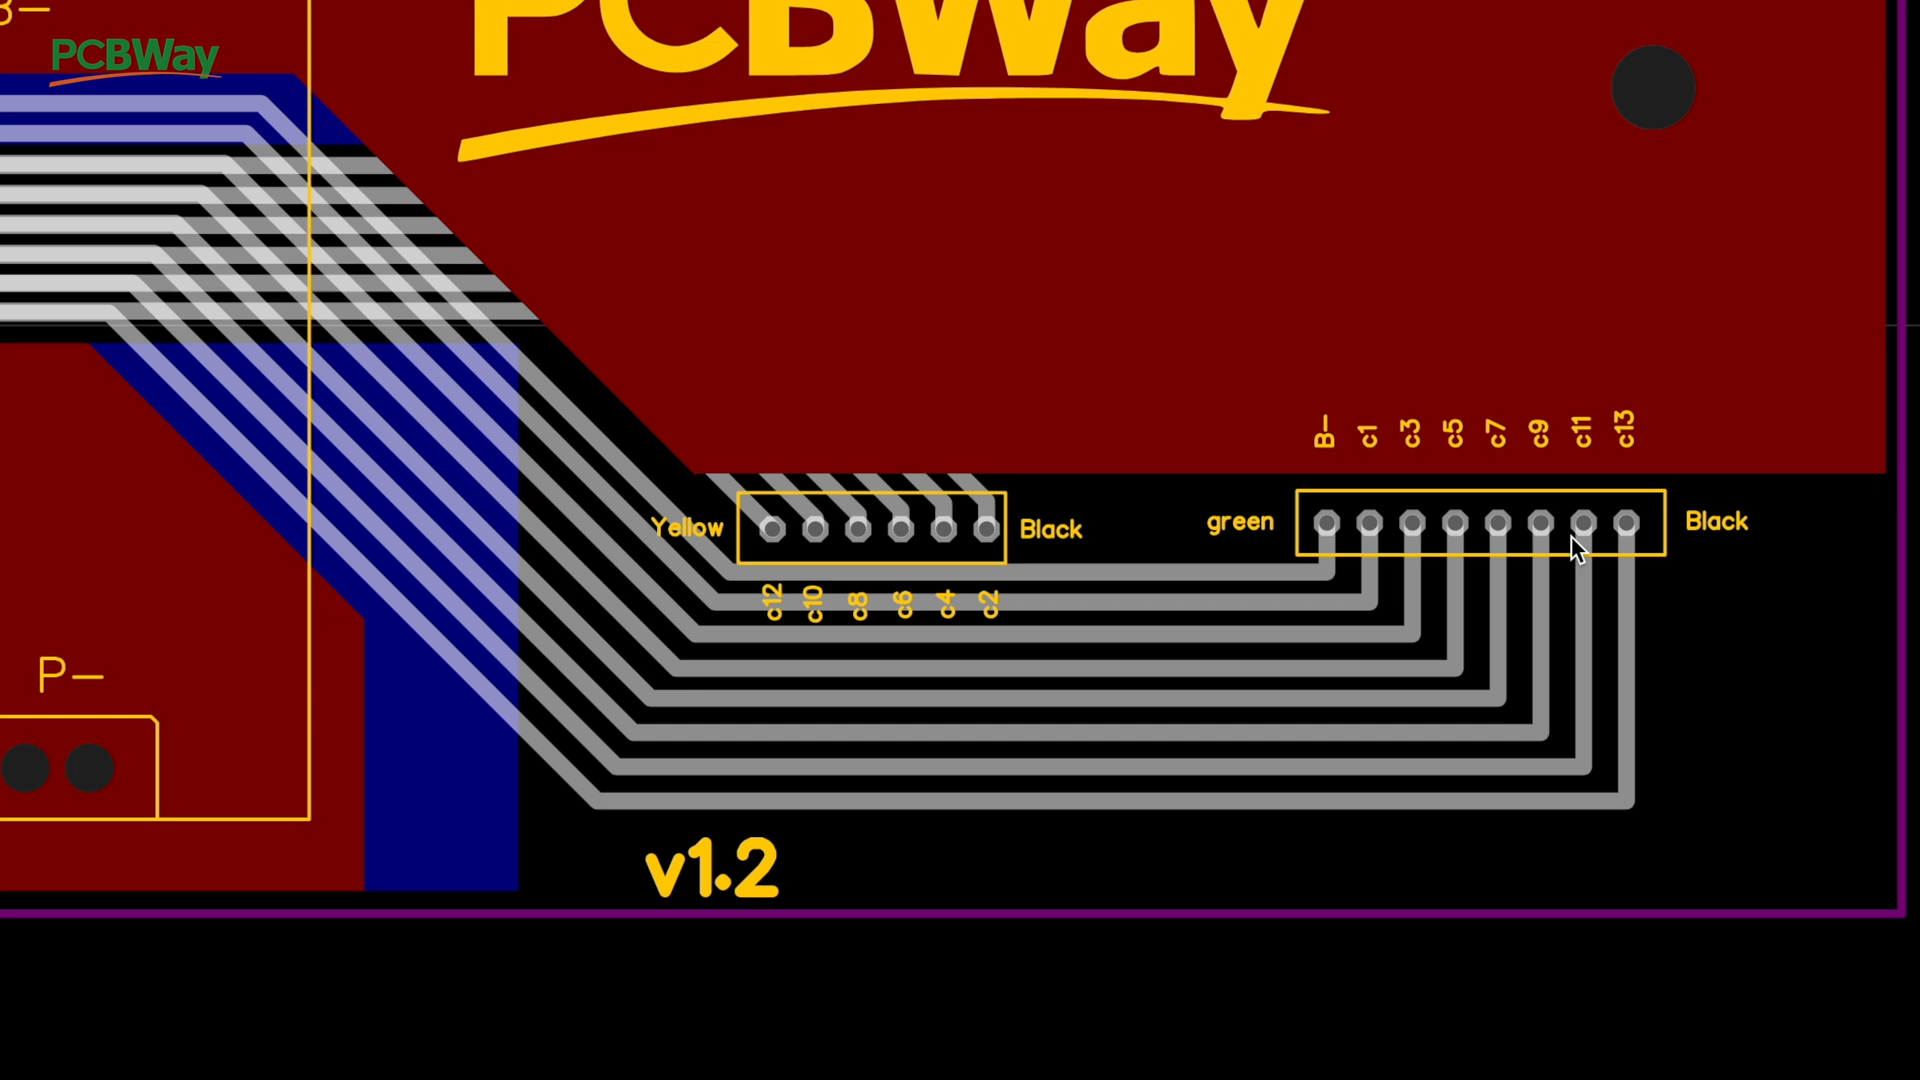 B−
PCBWay
PCBWay
B− c1 c3 c5 c7 c9 c11 c13
green Black
Yellow Black
c12 c10 c8 c6 c4 c2
P−
v1.2